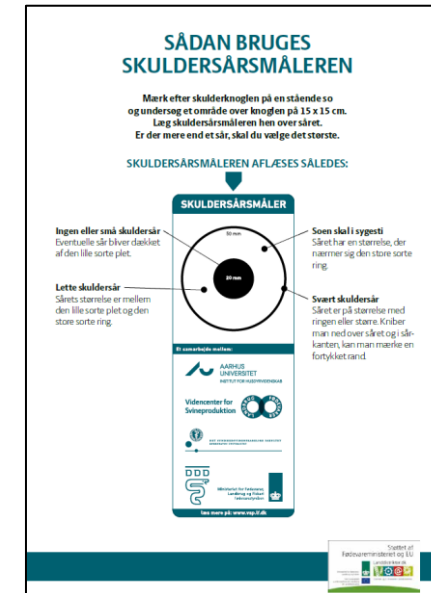 SÅDAN BRUGES
SKULDERSÅRSMÅLEREN
Mærk efter skulderknoglen på en stående so
og undersøg et område over knoglen på 15 x 15 cm.
Læg skuldersårsmåleren hen over såret.
Er der mere end et sår, skal du vælge det største.
SKULDERSÅRSMÅLEREN AFLÆSES SÅLEDES:
SKULDERSÅRSMÅLER
50 mm
20 mm
Ingen eller små skuldersår
Eventuelle sår bliver dækket
af den lille sorte plet.
Lette skuldersår
Sårets størrelse er mellem
den lille sorte plet og den
store sorte ring.
Soen skal i sygesti
Såret har en størrelse, der
nærmer sig den store sorte
ring.
Svært skuldersår
Såret er på størrelse med
ringen eller større. Kniber
man ned over såret og i sår-
kanten, kan man mærke en
fortykket rand.
Et samarbejde mellem:
AARHUS
UNIVERSITET
INSTITUT FOR HUSDYRVIDENSKAB
Videncenter for
Svineproduktion
DDD
Ministeriet for Fødevarer,
Landbrug og Fiskeri
Fødevarestyrelsen
Læs mere på: www.vsp.lf.dk
Støttet af
Fødevareministeriet og EU